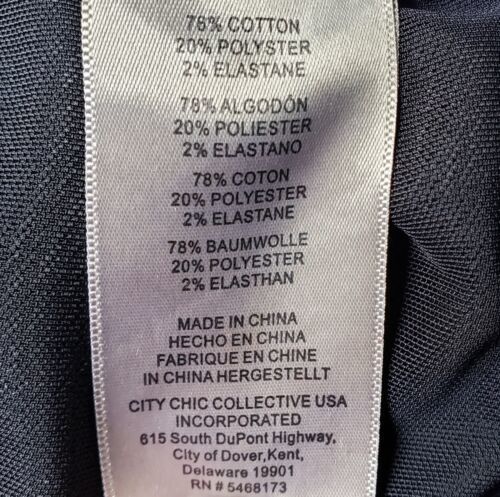 78% COTTON
20% POLYSTER
2% ELASTANE
78% ALGODÓN
20% POLIESTER
2% ELASTANO
78% COTON
20% POLYESTER
2% ELASTANE
78% BAUMWOLLE
20% POLYESTER
2% ELASTHAN
MADE IN CHINA
HECHO EN CHINA
FABRIQUE EN CHINE
IN CHINA HERGESTELLT
CITY CHIC COLLECTIVE USA
INCORPORATED
615 South DuPont Highway,
City of Dover,Kent,
Delaware 19901
RN # 5468173